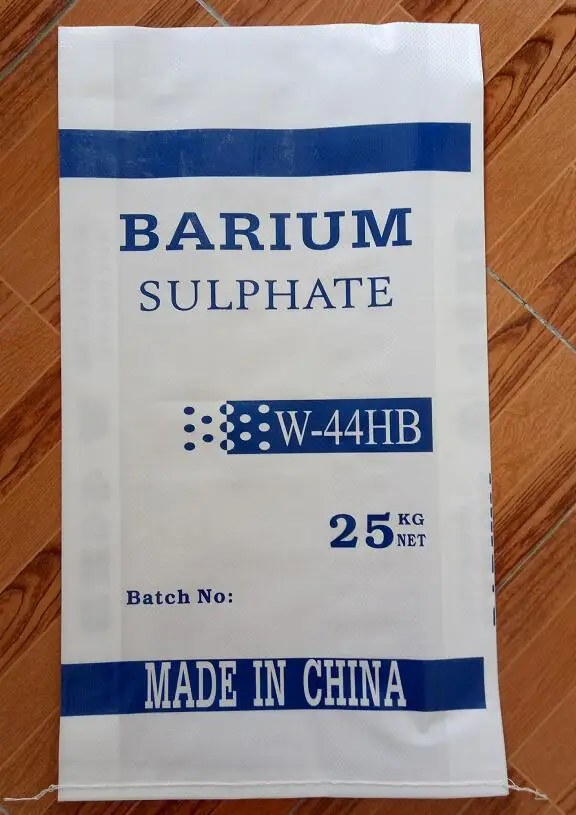 BARIUM
SULPHATE
W-44HB
25 KG
NET
Batch No:
MADE IN CHINA